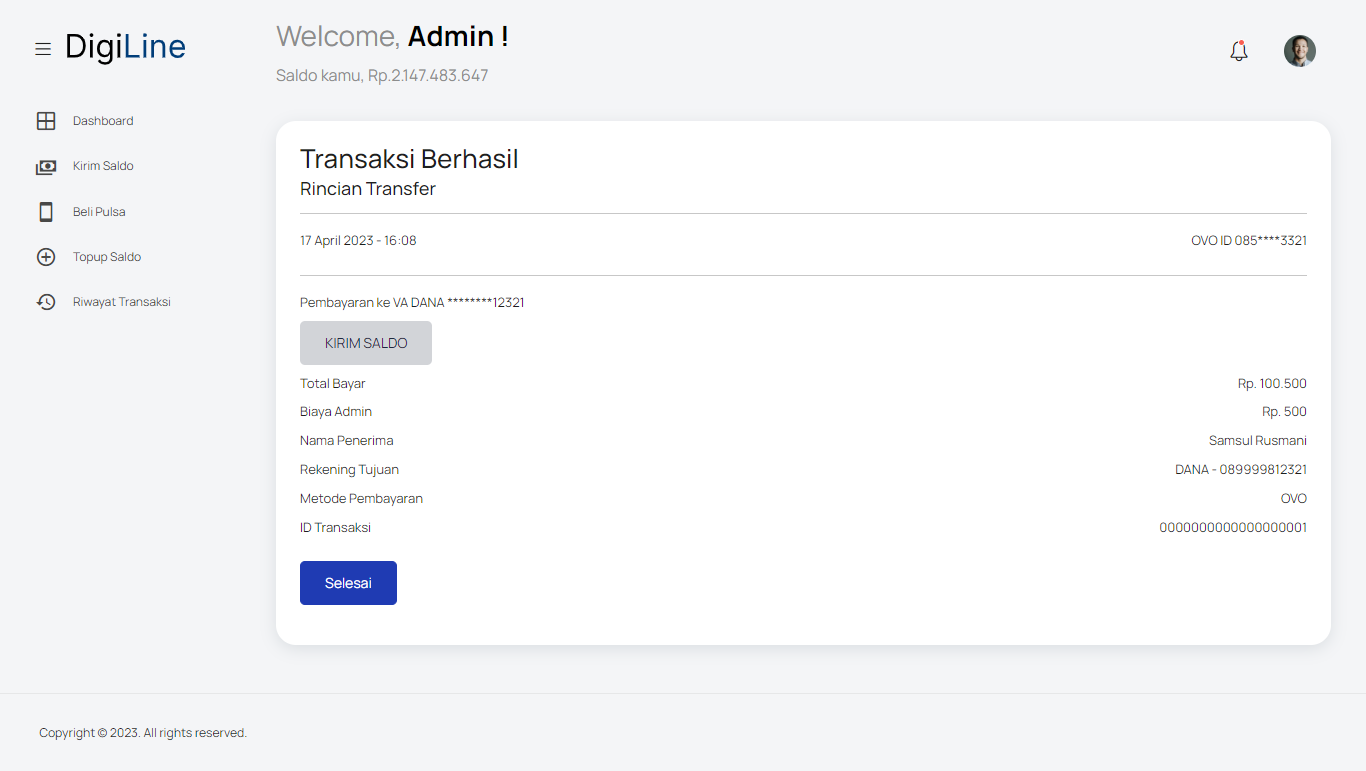 DigiLine
Welcome, Admin !
Saldo kamu, Rp.2.147.483.647
Dashboard
Kirim Saldo
Beli Pulsa
Topup Saldo
Riwayat Transaksi
Transaksi Berhasil
Rincian Transfer
17 April 2023 - 16:08 OVO ID 085****3321
Pembayaran ke VA DANA ********12321
KIRIM SALDO
Total Bayar Rp. 100.500
Biaya Admin Rp. 500
Nama Penerima Samsul Rusmani
Rekening Tujuan DANA - 089999812321
Metode Pembayaran OVO
ID Transaksi 0000000000000000001
Selesai
Copyright © 2023. All rights reserved.